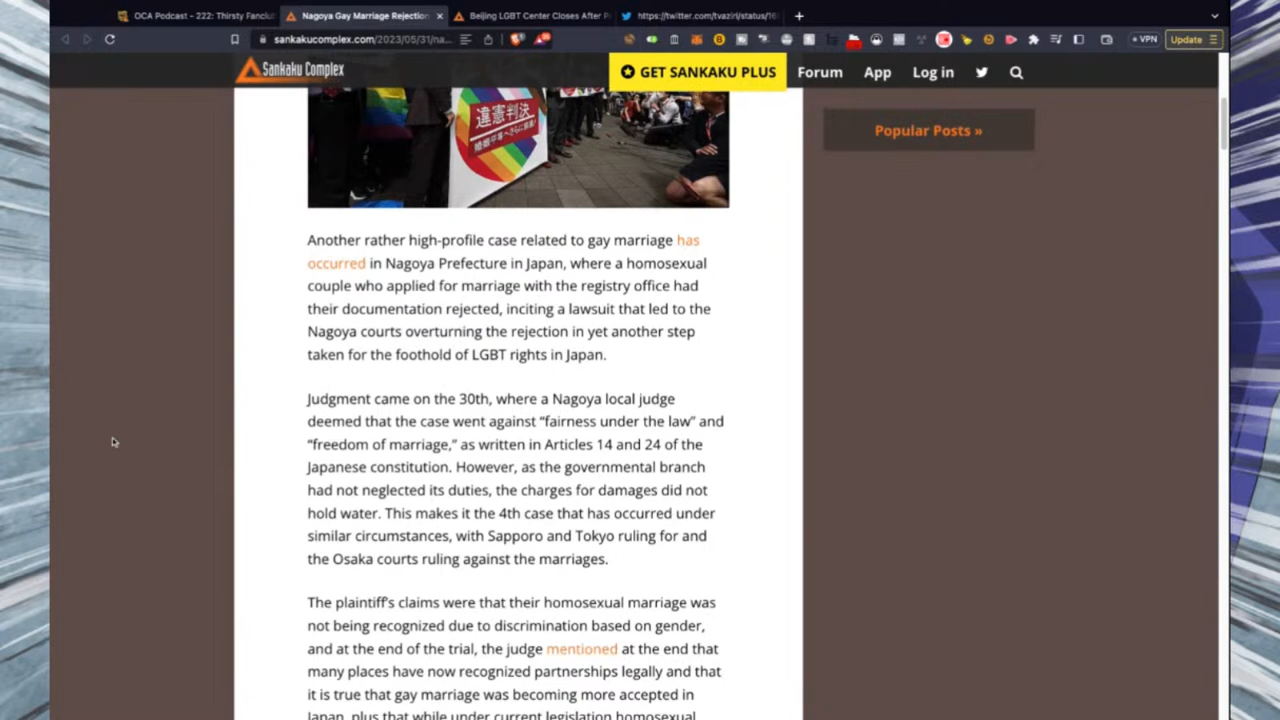 OCA Podcast - 222: Thirsty Fanclu
Nagoya Gay Marriage Rejection
Beijing LGBT Center Closes After P
https://twitter.com/tvaziri/status/16
sankakucomplex.com/2023/05/31/na...
VPN
Update
Sankaku Complex
GET SANKAKU PLUS
Forum
App
Log in
違憲判決
Popular Posts »
Another rather high-profile case related to gay marriage has
occurred in Nagoya Prefecture in Japan, where a homosexual
couple who applied for marriage with the registry office had
their documentation rejected, inciting a lawsuit that led to the
Nagoya courts overturning the rejection in yet another step
taken for the foothold of LGBT rights in Japan.
Judgment came on the 30th, where a Nagoya local judge
deemed that the case went against “fairness under the law” and
“freedom of marriage,” as written in Articles 14 and 24 of the
Japanese constitution. However, as the governmental branch
had not neglected its duties, the charges for damages did not
hold water. This makes it the 4th case that has occurred under
similar circumstances, with Sapporo and Tokyo ruling for and
the Osaka courts ruling against the marriages.
The plaintiff’s claims were that their homosexual marriage was
not being recognized due to discrimination based on gender,
and at the end of the trial, the judge mentioned at the end that
many places have now recognized partnerships legally and that
it is true that gay marriage was becoming more accepted in
Japan, plus that while under current legislation homosexual